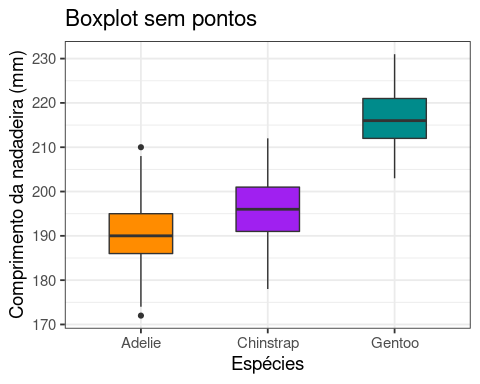 Boxplot sem pontos
Comprimento da nadadeira (mm)
230
220
210
200
190
180
170
Adelie Chinstrap Gentoo
Espécies